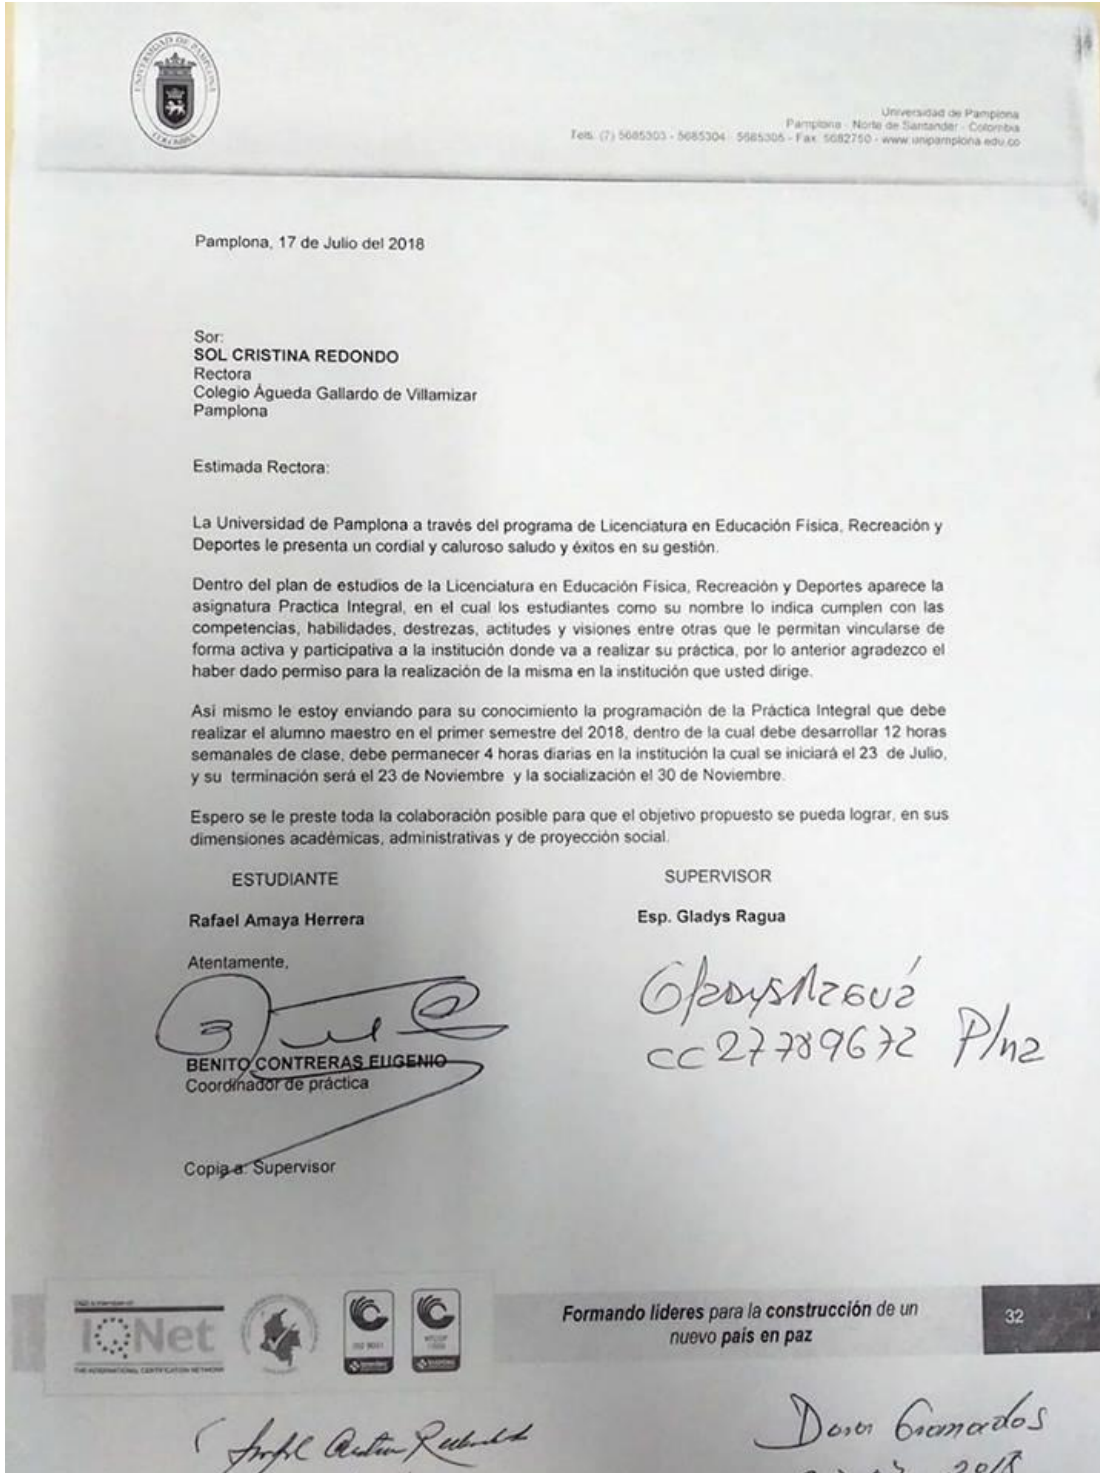 UNIVERSIDAD DE PAMPLONA
COLOMBIA
Universidad de Pamplona
Pamplona - Norte de Santander - Colombia
Tels. (7) 5685303 - 5685304 - 5685305 - Fax. 5682750 - www.unipamplona.edu.co
Pamplona, 17 de Julio del 2018
Sor:
SOL CRISTINA REDONDO
Rectora
Colegio Águeda Gallardo de Villamizar
Pamplona
Estimada Rectora:
La Universidad de Pamplona a través del programa de Licenciatura en Educación Física, Recreación y
Deportes le presenta un cordial y caluroso saludo y éxitos en su gestión.
Dentro del plan de estudios de la Licenciatura en Educación Física, Recreación y Deportes aparece la
asignatura Practica Integral, en el cual los estudiantes como su nombre lo indica cumplen con las
competencias, habilidades, destrezas, actitudes y visiones entre otras que le permitan vincularse de
forma activa y participativa a la institución donde va a realizar su práctica, por lo anterior agradezco el
haber dado permiso para la realización de la misma en la institución que usted dirige.
Así mismo le estoy enviando para su conocimiento la programación de la Práctica Integral que debe
realizar el alumno maestro en el primer semestre del 2018, dentro de la cual debe desarrollar 12 horas
semanales de clase, debe permanecer 4 horas diarias en la institución la cual se iniciará el 23 de Julio,
y su terminación será el 23 de Noviembre y la socialización el 30 de Noviembre.
Espero se le preste toda la colaboración posible para que el objetivo propuesto se pueda lograr, en sus
dimensiones académicas, administrativas y de proyección social.
ESTUDIANTE SUPERVISOR
Rafael Amaya Herrera Esp. Gladys Ragua
Atentamente,
CC 27789672 P/na
BENITO CONTRERAS EUGENIO
Coordinador de práctica
Copia a: Supervisor
IQNet
THE INTERNATIONAL CERTIFICATION NETWORK
ISO 9001
Formando líderes para la construcción de un
nuevo país en paz
32
Granados
2018